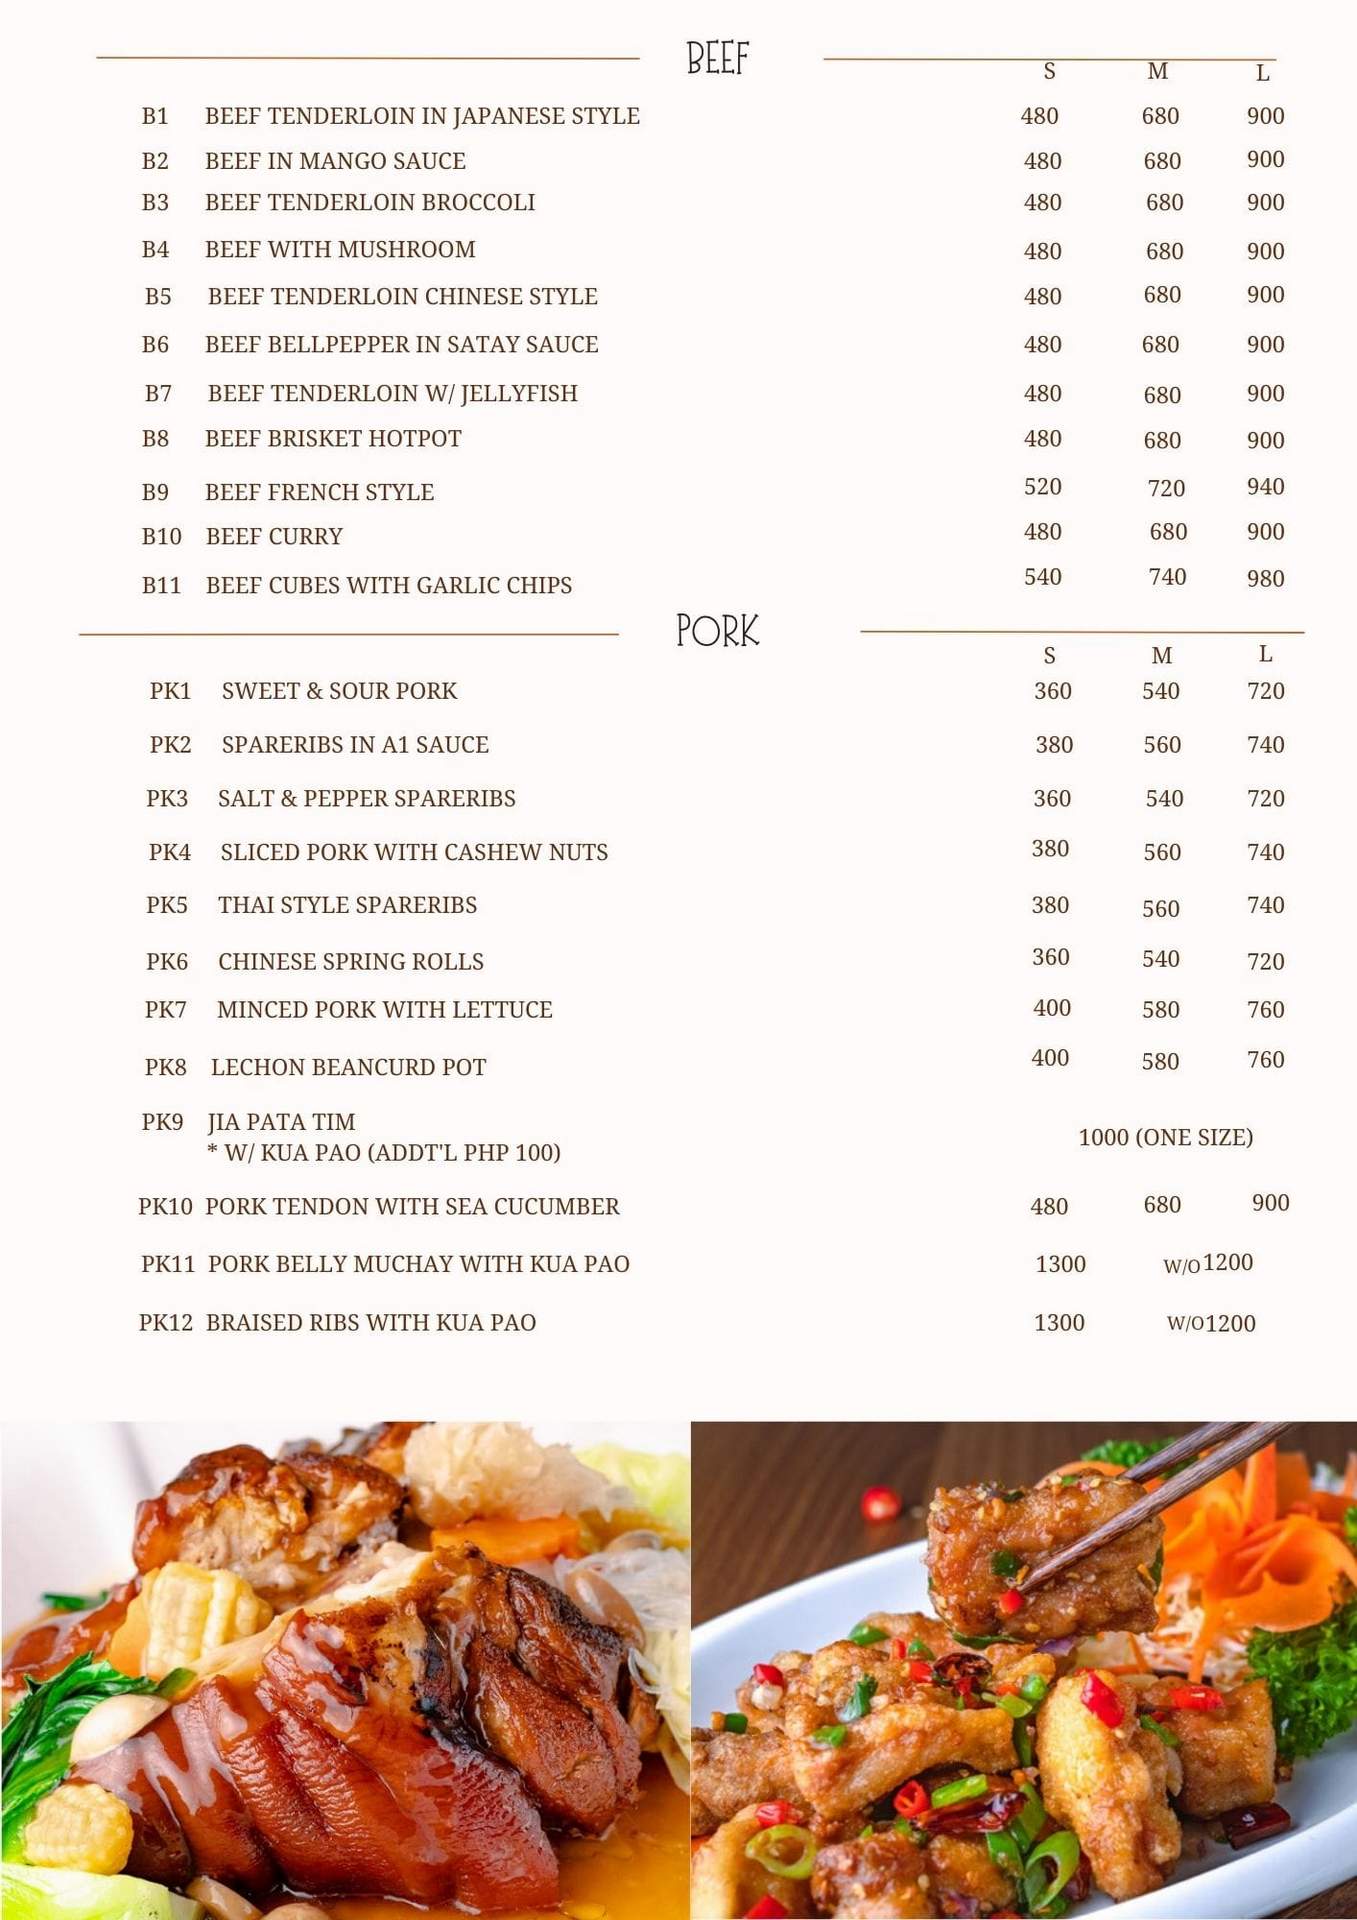 BEEF
S M L
B1 BEEF TENDERLOIN IN JAPANESE STYLE 480 680 900
B2 BEEF IN MANGO SAUCE 480 680 900
B3 BEEF TENDERLOIN BROCCOLI 480 680 900
B4 BEEF WITH MUSHROOM 480 680 900
B5 BEEF TENDERLOIN CHINESE STYLE 480 680 900
B6 BEEF BELLPEPPER IN SATAY SAUCE 480 680 900
B7 BEEF TENDERLOIN W/ JELLYFISH 480 680 900
B8 BEEF BRISKET HOTPOT 480 680 900
B9 BEEF FRENCH STYLE 520 720 940
B10 BEEF CURRY 480 680 900
B11 BEEF CUBES WITH GARLIC CHIPS 540 740 980
PORK
S M L
PK1 SWEET & SOUR PORK 360 540 720
PK2 SPARERIBS IN A1 SAUCE 380 560 740
PK3 SALT & PEPPER SPARERIBS 360 540 720
PK4 SLICED PORK WITH CASHEW NUTS 380 560 740
PK5 THAI STYLE SPARERIBS 380 560 740
PK6 CHINESE SPRING ROLLS 360 540 720
PK7 MINCED PORK WITH LETTUCE 400 580 760
PK8 LECHON BEANCURD POT 400 580 760
PK9 JIA PATA TIM 1000 (ONE SIZE)
* W/ KUA PAO (ADDT'L PHP 100)
PK10 PORK TENDON WITH SEA CUCUMBER 480 680 900
PK11 PORK BELLY MUCHAY WITH KUA PAO 1300 W/O 1200
PK12 BRAISED RIBS WITH KUA PAO 1300 W/O 1200